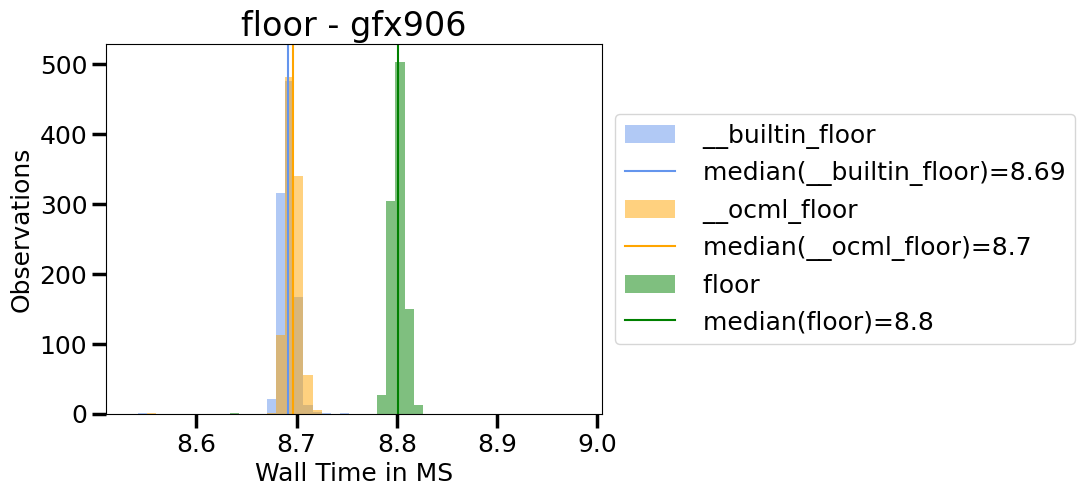 floor - gfx906
500
400
300
200
100
0
Observations
8.6 8.7 8.8 8.9 9.0
Wall Time in MS
__builtin_floor
median(__builtin_floor)=8.69
__ocml_floor
median(__ocml_floor)=8.7
floor
median(floor)=8.8